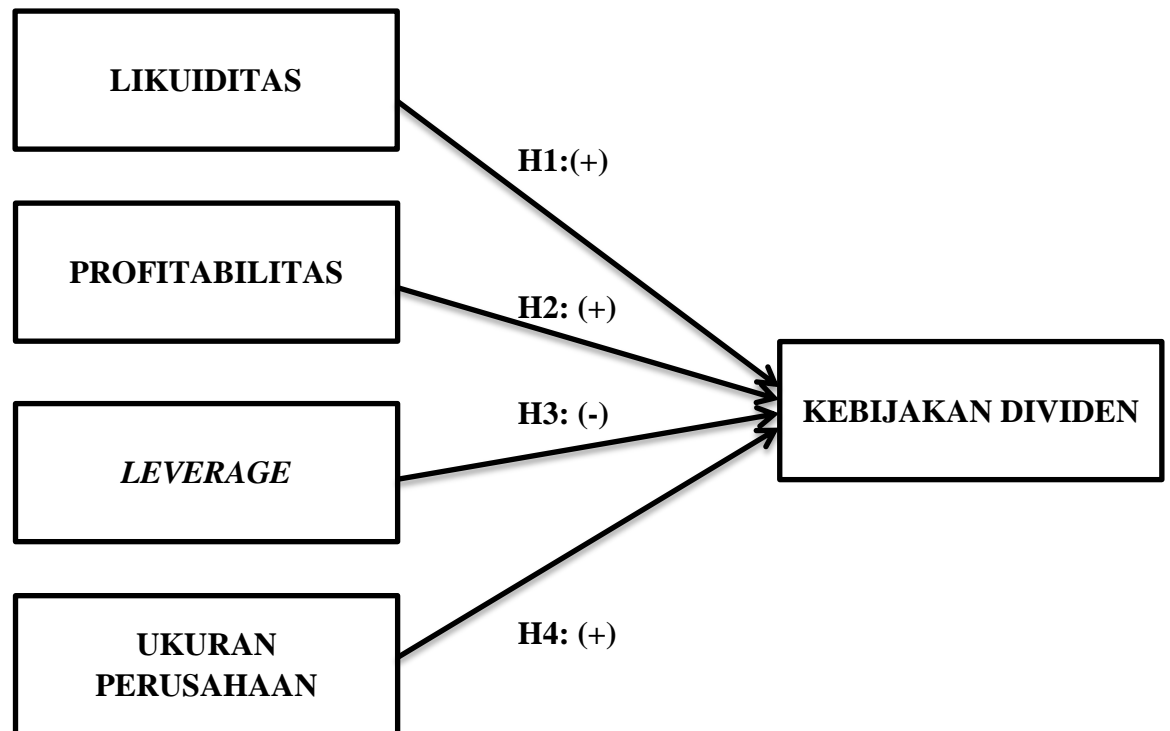 LIKUIDITAS
H1:(+)
PROFITABILITAS
H2: (+)
KEBIJAKAN DIVIDEN
H3: (-)
LEVERAGE
H4: (+)
UKURAN
PERUSAHAAN